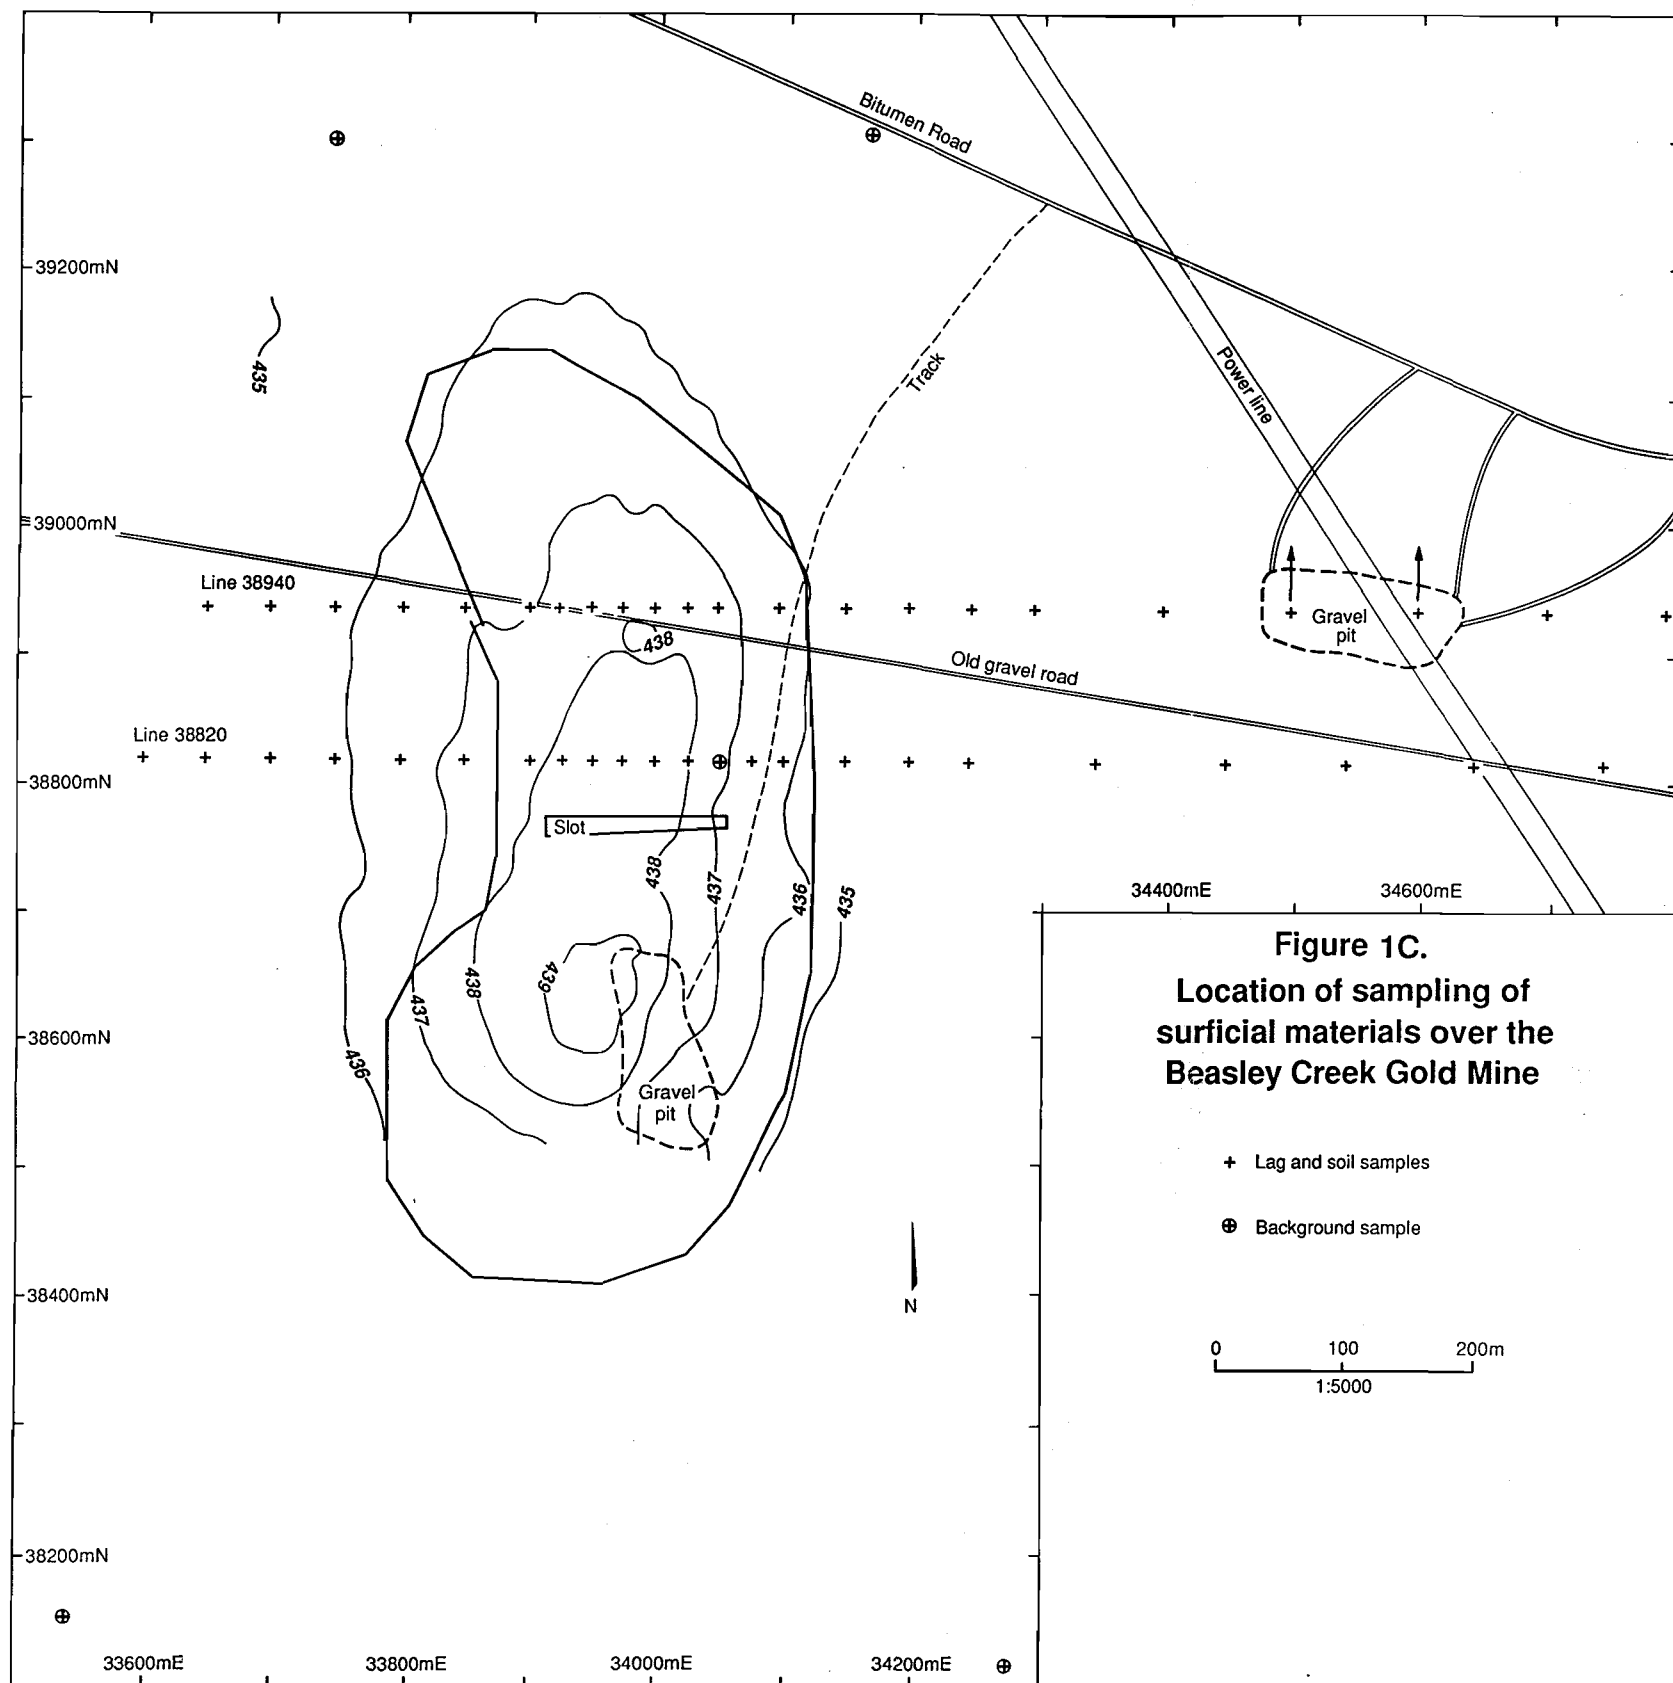 Bitumen Road
39200mN
435
Track
Power line
39000mN
Line 38940
438
Gravel
pit
Old gravel road
Line 38820
38800mN
Slot
438
437
436
435
34400mE
34600mE
Figure 1C.
Location of sampling of
surficial materials over the
Beasley Creek Gold Mine
439
438
437
38600mN
436
Gravel
pit
+ Lag and soil samples
⊕ Background sample
N
38400mN
0 100 200m
1:5000
38200mN
33600mE
33800mE
34000mE
34200mE